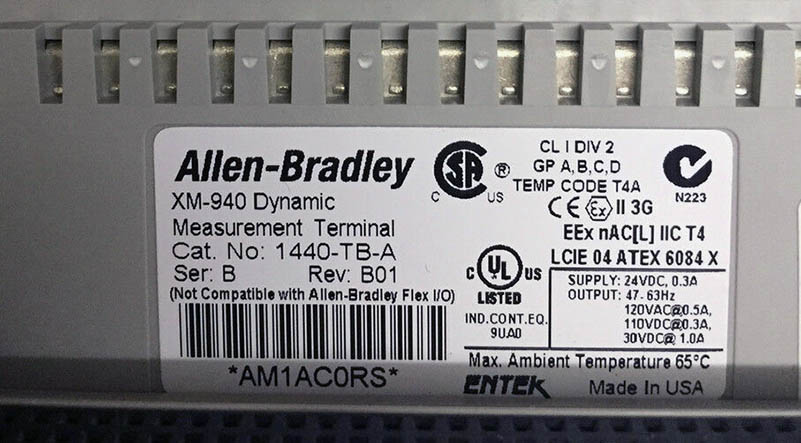 Allen-Bradley
XM-940 Dynamic
Measurement Terminal
Cat. No: 1440-TB-A
Ser: B Rev: B01
(Not Compatible with Allen-Bradley Flex I/O)
*AM1AC0RS*
CSA ®
C US
CL I DIV 2
GP A,B,C,D
TEMP CODE T4A
CE Ex II 3G
EEx nAC[L] IIC T4
LCIE 04 ATEX 6084 X
N223
C UL US
LISTED
IND.CONT.EQ.
9UA0
SUPPLY: 24VDC, 0.3A
OUTPUT: 47-63Hz
120VAC@0.5A,
110VDC@0.3A,
30VDC@ 1.0A
Max. Ambient Temperature 65°C
ENTEK Made In USA